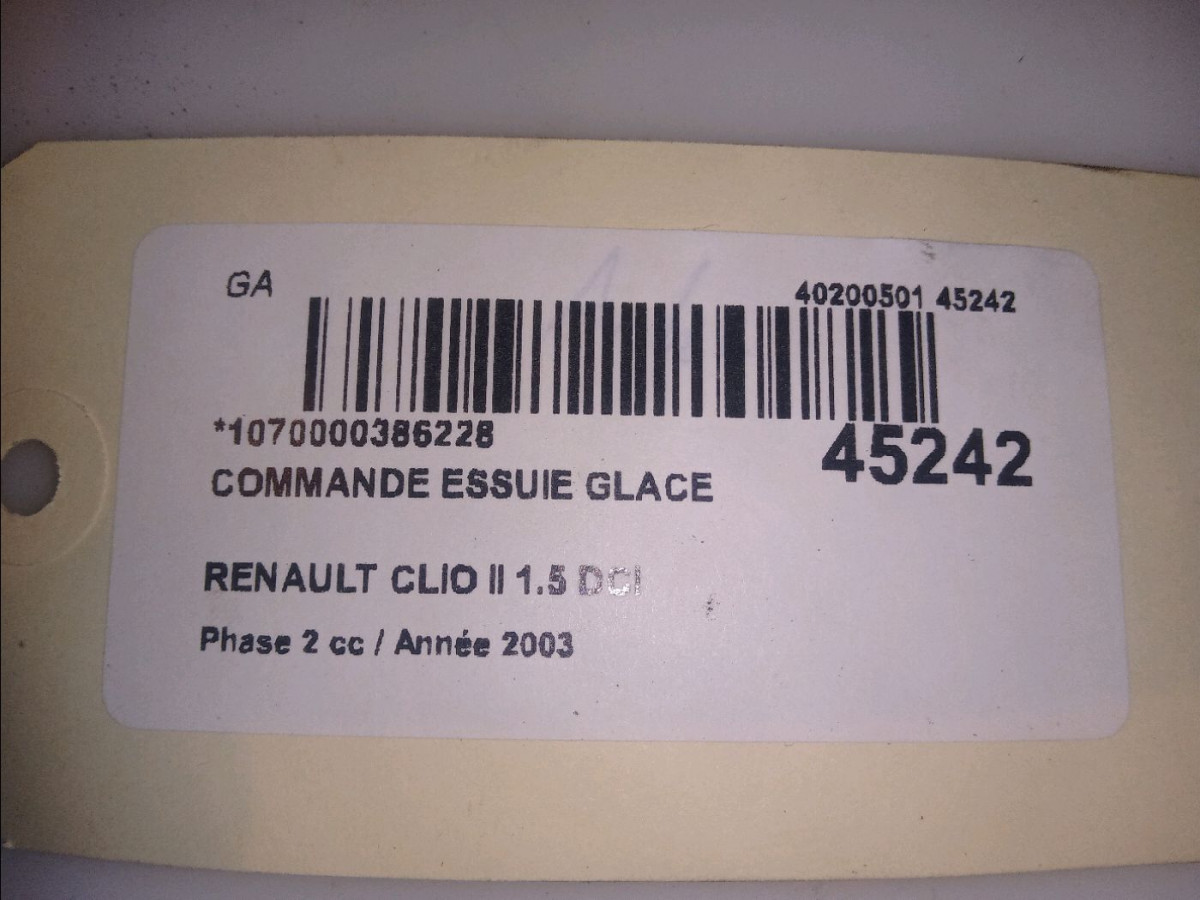 GA
40200501 45242
*1070000386228
45242
COMMANDE ESSUIE GLACE
RENAULT CLIO II 1.5 DCI
Phase 2 cc / Année 2003